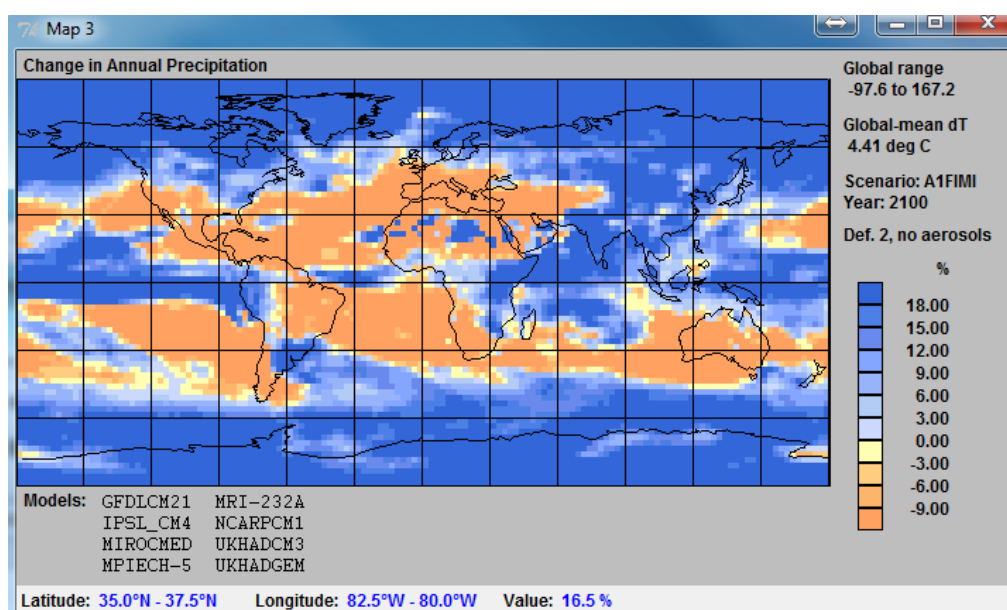 Map 3
Change in Annual Precipitation
Global range
-97.6 to 167.2
Global-mean dT
4.41 deg C
Scenario: A1FIMI
Year: 2100
Def. 2, no aerosols
%
18.00
15.00
12.00
9.00
6.00
3.00
0.00
-3.00
-6.00
-9.00
Models: GFDLCM21 MRI-232A
IPSL_CM4 NCARPCM1
MIROCMED UKHADCM3
MPIECH-5 UKHADGEM
Latitude: 35.0°N - 37.5°N Longitude: 82.5°W - 80.0°W Value: 16.5 %